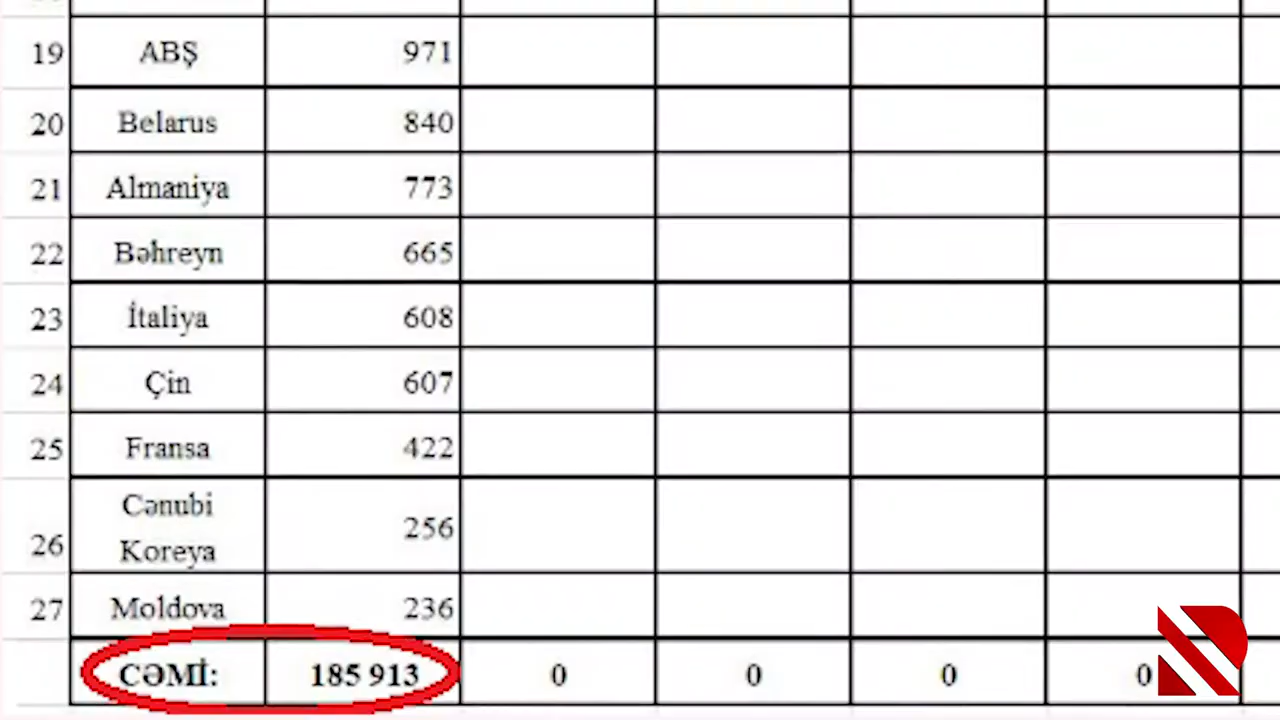 19 ABŞ 971
20 Belarus 840
21 Almaniya 773
22 Bəhreyn 665
23 İtaliya 608
24 Çin 607
25 Fransa 422
Cənubi
26 Koreya 256
27 Moldova 236
CƏMİ: 185 913 0 0 0 0